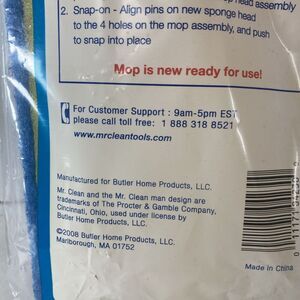 head assembly
2. Snap-on - Align pins on new sponge head
to the 4 holes on the mop assembly, and push
to snap into place
Mop is now ready for use!
For Customer Support : 9am-5pm EST
please call toll free: 1 888 318 8521
www.mrcleantools.com
Manufactured for Butler Home Products, LLC.
Mr. Clean and the Mr. Clean man design are
trademarks of The Procter & Gamble Company,
Cincinnati, Ohio, used under license by
Butler Home Products, LLC.
©2008 Butler Home Products, LLC.
Marlborough, MA 01752
Made in China